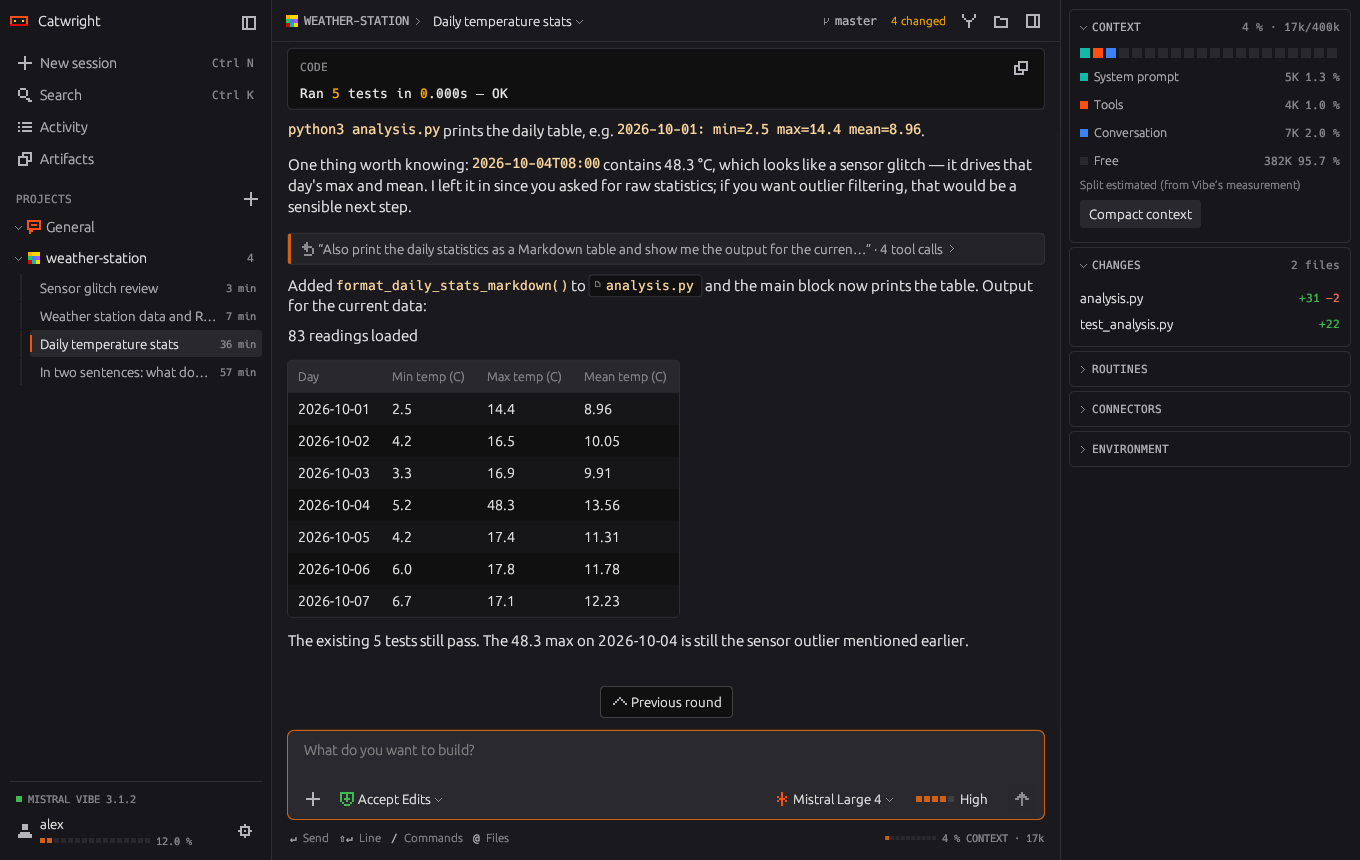 Catwright
New session Ctrl N
Search Ctrl K
Activity
Artifacts
PROJECTS
General
weather-station 4
Sensor glitch review 3 min
Weather station data and R... 7 min
Daily temperature stats 36 min
In two sentences: what do... 57 min
MISTRAL VIBE 3.1.2
alex
12.0 %
WEATHER-STATION > Daily temperature stats
master 4 changed
CODE
Ran 5 tests in 0.000s — OK
python3 analysis.py prints the daily table, e.g. 2026-10-01: min=2.5 max=14.4 mean=8.96.
One thing worth knowing: 2026-10-04T08:00 contains 48.3 °C, which looks like a sensor glitch — it drives that
day's max and mean. I left it in since you asked for raw statistics; if you want outlier filtering, that would be a
sensible next step.
“Also print the daily statistics as a Markdown table and show me the output for the curren…” · 4 tool calls >
Added format_daily_stats_markdown() to analysis.py and the main block now prints the table. Output
for the current data:
83 readings loaded
Day Min temp (C) Max temp (C) Mean temp (C)
2026-10-01 2.5 14.4 8.96
2026-10-02 4.2 16.5 10.05
2026-10-03 3.3 16.9 9.91
2026-10-04 5.2 48.3 13.56
2026-10-05 4.2 17.4 11.31
2026-10-06 6.0 17.8 11.78
2026-10-07 6.7 17.1 12.23
The existing 5 tests still pass. The 48.3 max on 2026-10-04 is still the sensor outlier mentioned earlier.
Previous round
What do you want to build?
Accept Edits
Mistral Large 4
High
Send Line / Commands @ Files
4 % CONTEXT · 17k
CONTEXT 4 % · 17k/400k
System prompt 5K 1.3 %
Tools 4K 1.0 %
Conversation 7K 2.0 %
Free 382K 95.7 %
Split estimated (from Vibe's measurement)
Compact context
CHANGES 2 files
analysis.py +31 −2
test_analysis.py +22
ROUTINES
CONNECTORS
ENVIRONMENT